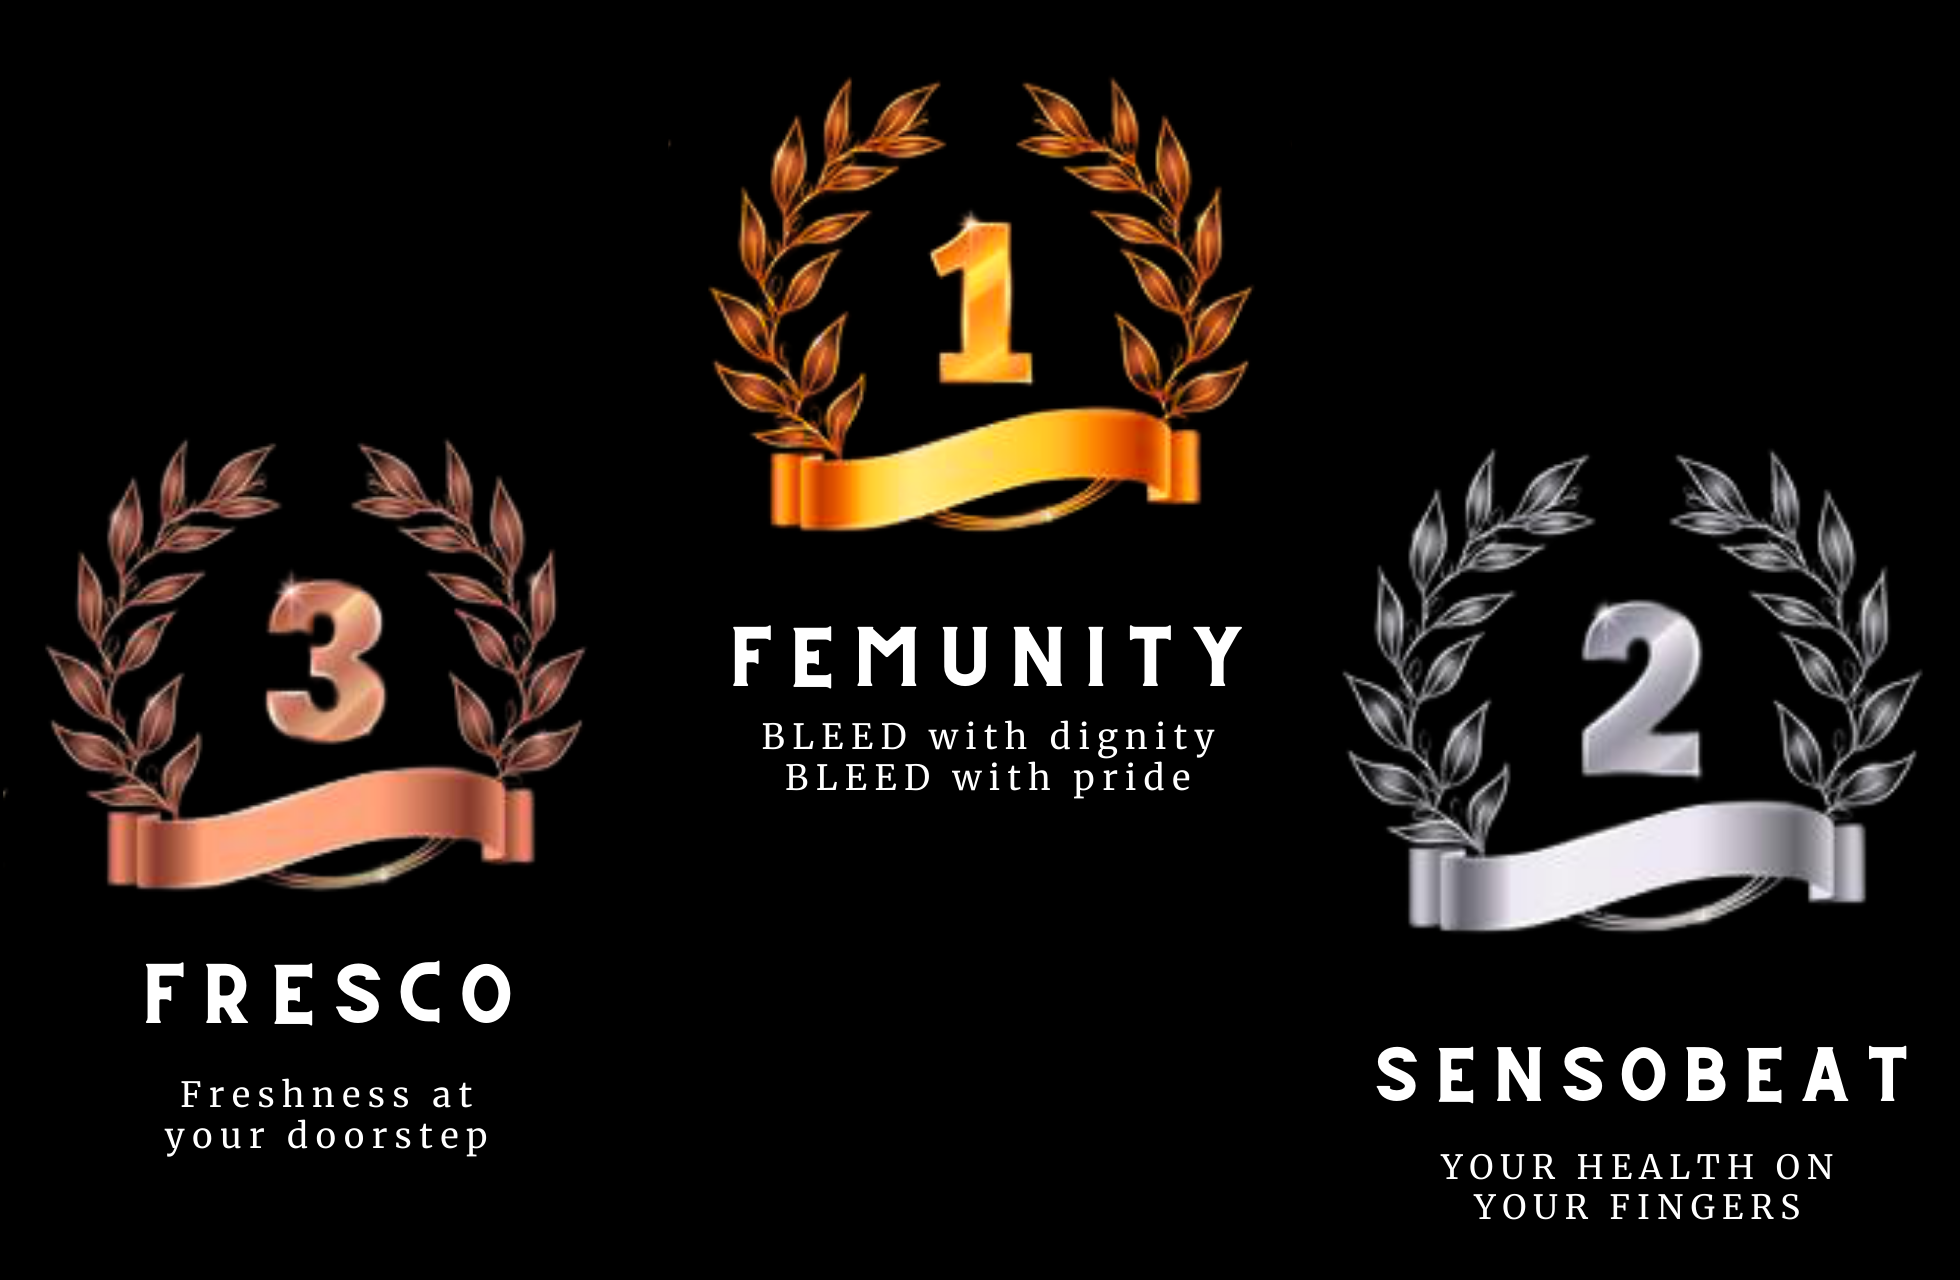 1
FEMUNITY
BLEED with dignity
BLEED with pride
3
FRESCO
Freshness at
your doorstep
2
SENSOBEAT
YOUR HEALTH ON
YOUR FINGERS